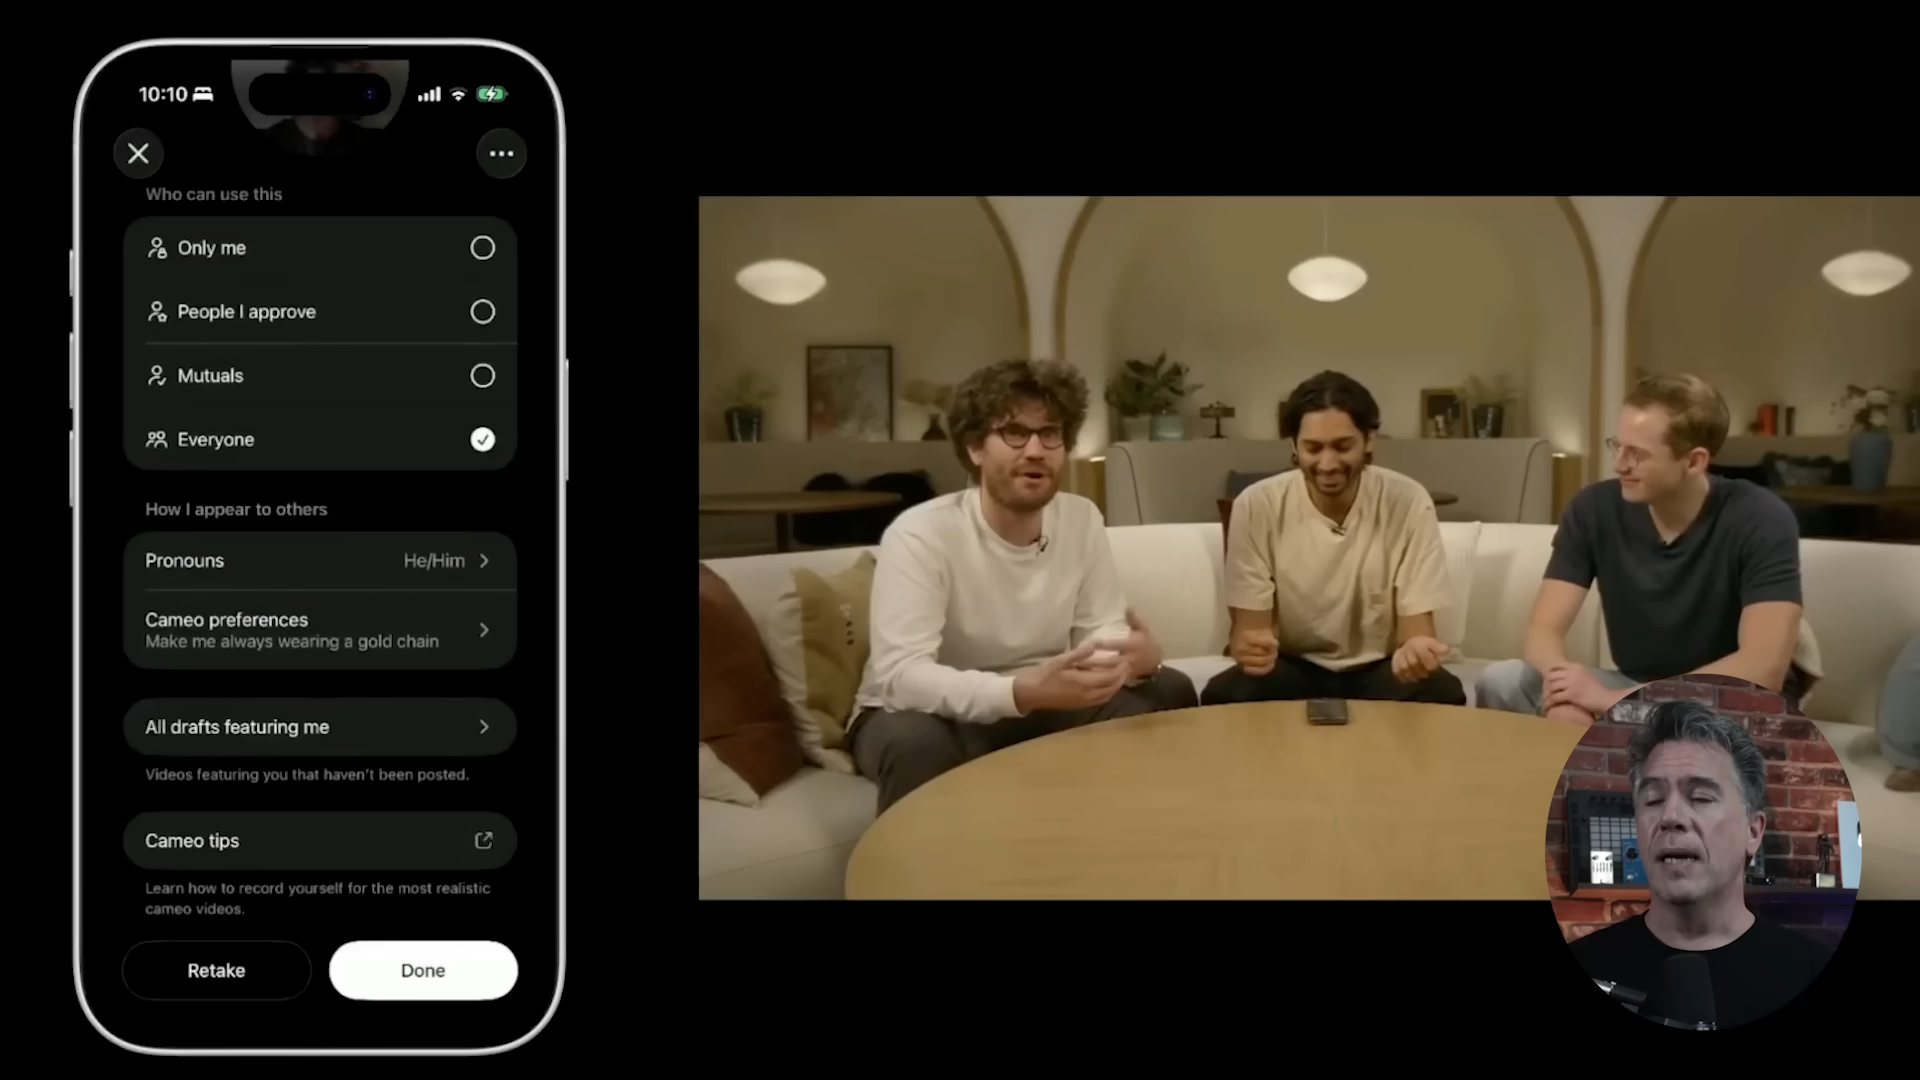 10:10
Who can use this
Only me
People I approve
Mutuals
Everyone
How I appear to others
Pronouns He/Him
Cameo preferences
Make me always wearing a gold chain
All drafts featuring me
Videos featuring you that haven't been posted.
Cameo tips
Learn how to record yourself for the most realistic
cameo videos.
Retake Done